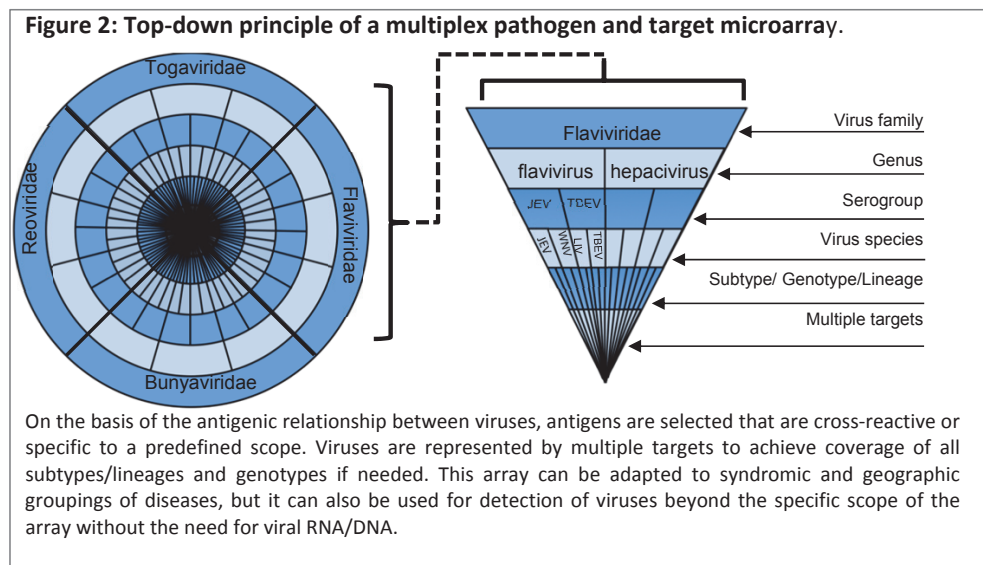 Figure 2: Top-down principle of a multiplex pathogen and target microarray.
Togaviridae
Reoviridae
Flaviviridae
Bunyaviridae
Flaviviridae
flavivirus
hepacivirus
JEV
TBEV
JEV
WNV
LIV
TBEV
Virus family
Genus
Serogroup
Virus species
Subtype/ Genotype/Lineage
Multiple targets
On the basis of the antigenic relationship between viruses, antigens are selected that are cross-reactive or
specific to a predefined scope. Viruses are represented by multiple targets to achieve coverage of all
subtypes/lineages and genotypes if needed. This array can be adapted to syndromic and geographic
groupings of diseases, but it can also be used for detection of viruses beyond the specific scope of the
array without the need for viral RNA/DNA.